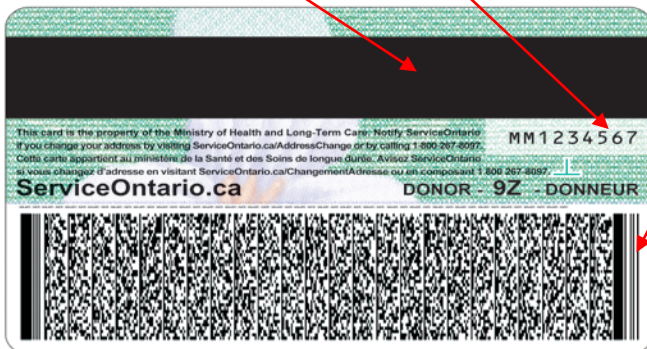 This card is the property of the Ministry of Health and Long-Term Care. Notify ServiceOntario
if you change your address by visiting ServiceOntario.ca/AddressChange or by calling 1 800 267-8097.
MM1234567
Cette carte appartient au ministère de la Santé et des Soins de longue durée. Avisez ServiceOntario
si vous changez d'adresse en visitant ServiceOntario.ca/ChangementAdresse ou en composant 1 800 267-8097.
ServiceOntario.ca DONOR - 9Z - DONNEUR